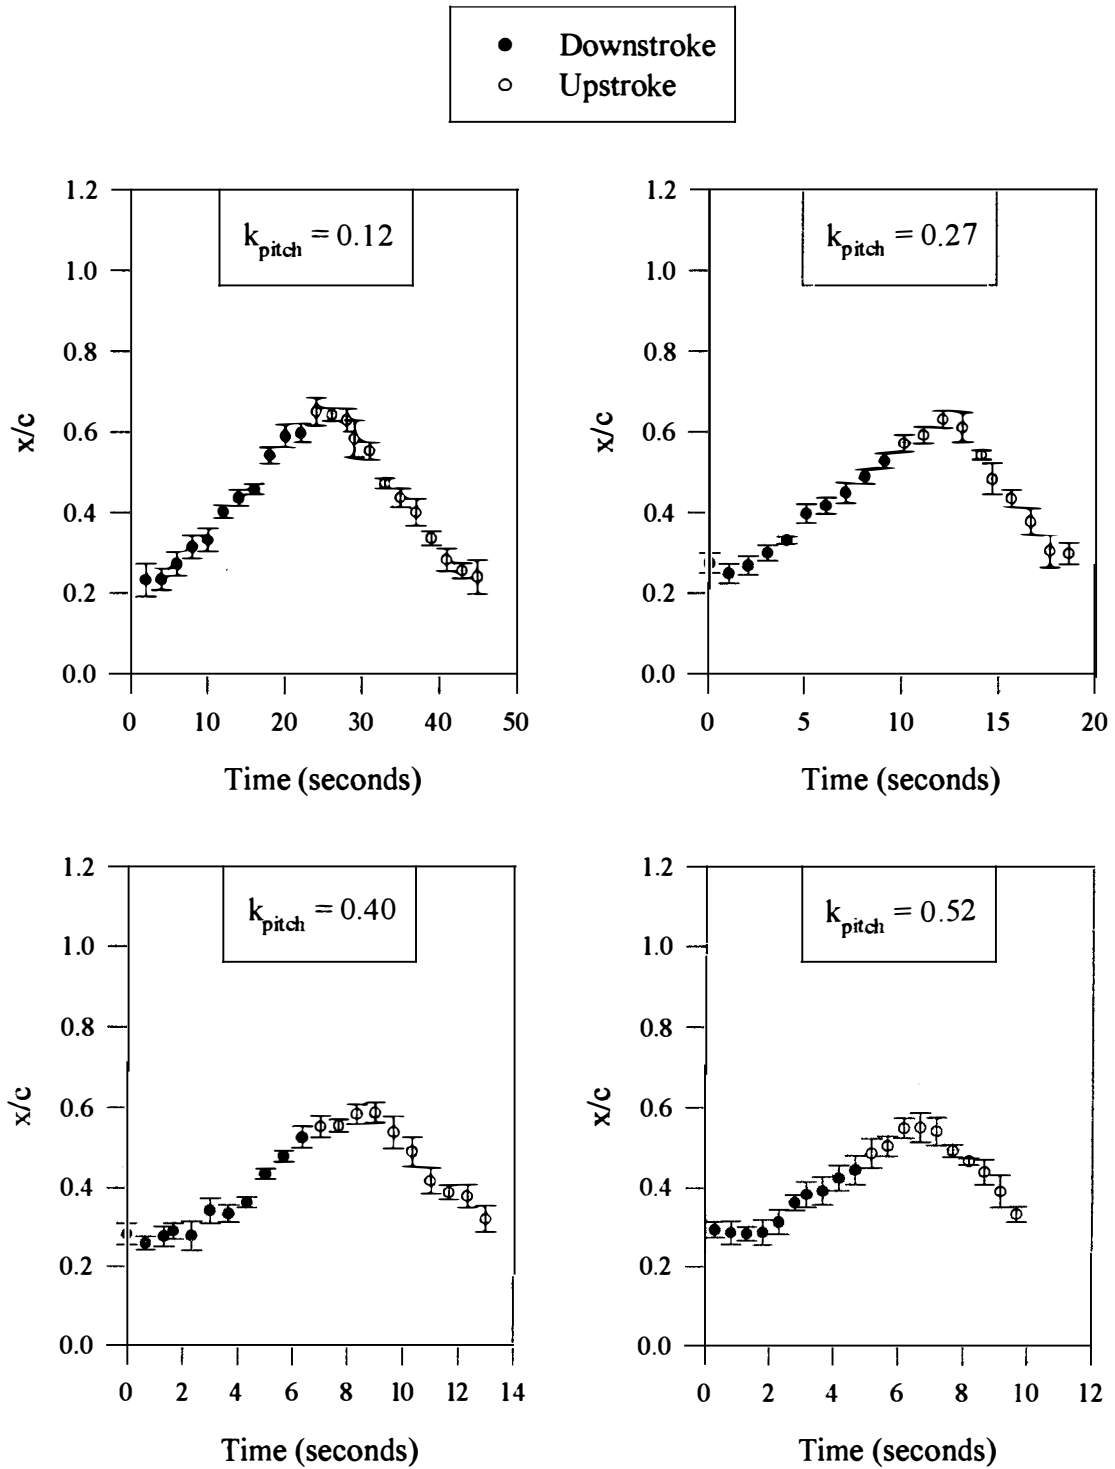 Downstroke
Upstroke
1.2
1.0
0.8
0.6
0.4
0.2
0.0
x/c
k_pitch = 0.12
0 10 20 30 40 50
Time (seconds)
1.2
1.0
0.8
0.6
0.4
0.2
0.0
x/c
k_pitch = 0.27
0 5 10 15 20
Time (seconds)
1.2
1.0
0.8
0.6
0.4
0.2
0.0
x/c
k_pitch = 0.40
0 2 4 6 8 10 12 14
Time (seconds)
1.2
1.0
0.8
0.6
0.4
0.2
0.0
x/c
k_pitch = 0.52
0 2 4 6 8 10 12
Time (seconds)